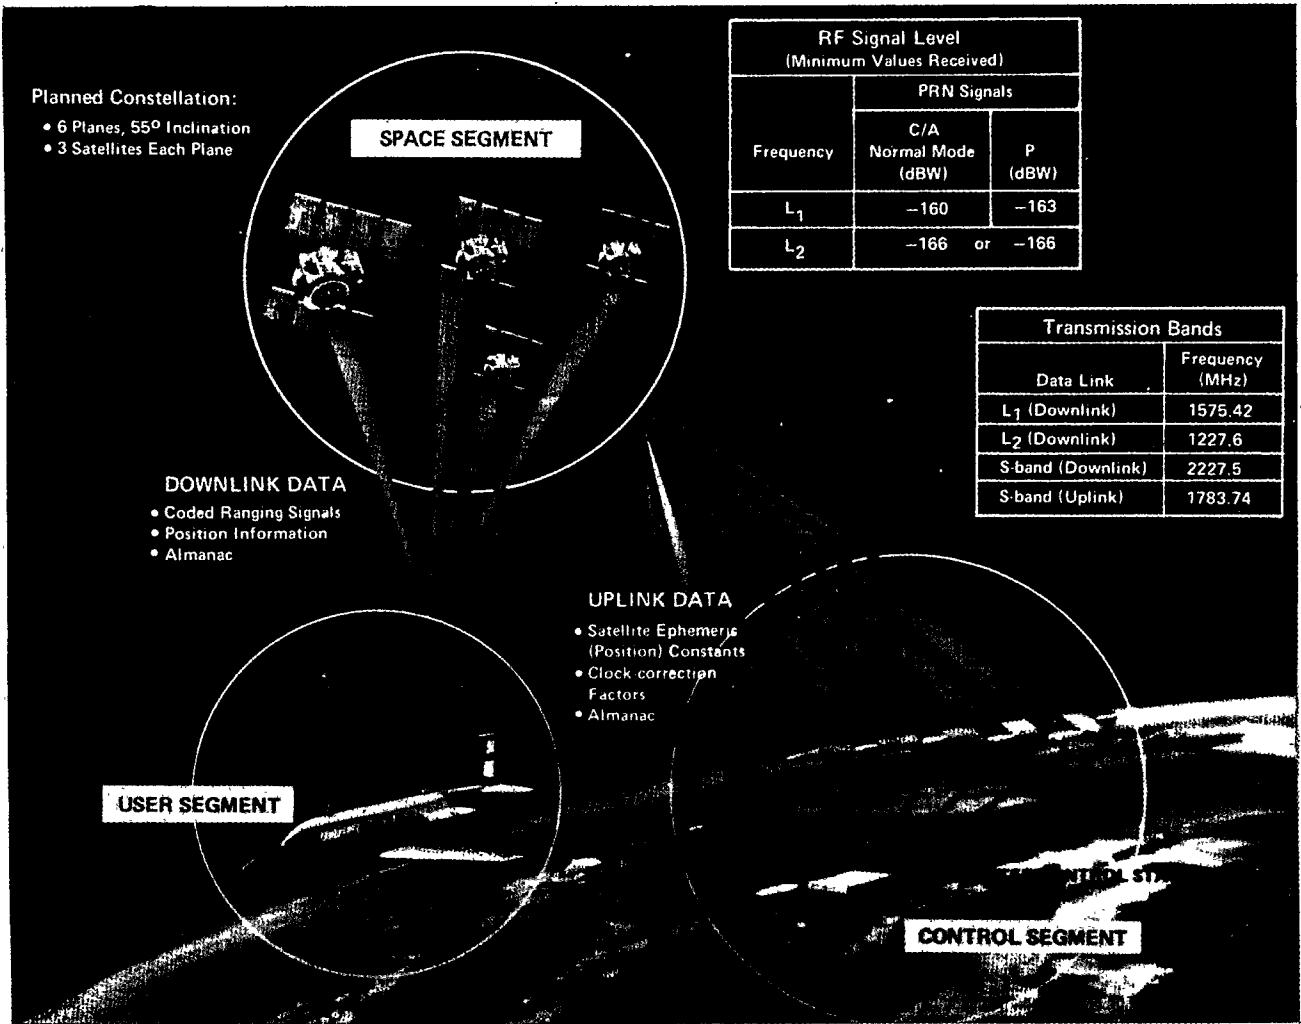 Planned Constellation:
• 6 Planes, 55° Inclination
• 3 Satellites Each Plane
SPACE SEGMENT
RF Signal Level
(Minimum Values Received)
PRN Signals
Frequency
C/A
Normal Mode
(dBW)
P
(dBW)
L1 −160 −163
L2 −166 or −166
Transmission Bands
Data Link
Frequency
(MHz)
L1 (Downlink) 1575.42
L2 (Downlink) 1227.6
S-band (Downlink) 2227.5
S-band (Uplink) 1783.74
DOWNLINK DATA
• Coded Ranging Signals
• Position Information
• Almanac
UPLINK DATA
• Satellite Ephemeris
(Position) Constants
• Clock-correction
Factors
• Almanac
USER SEGMENT
CONTROL SEGMENT